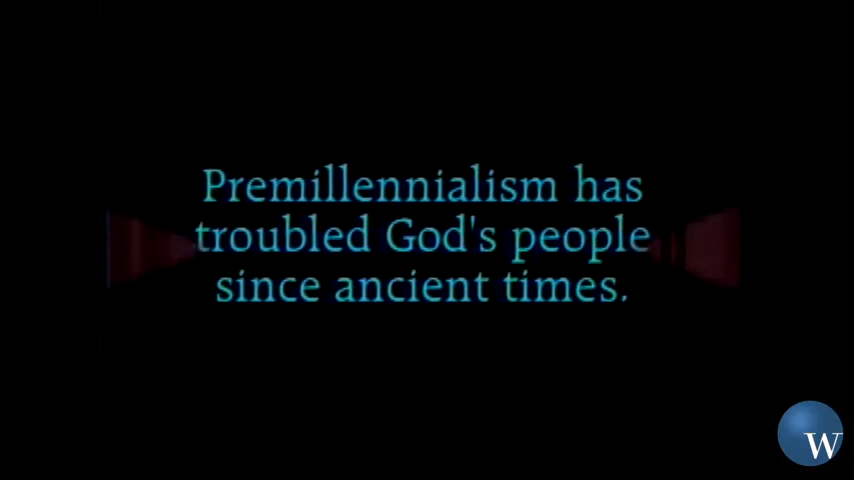 Premillennialism has
troubled God's people
since ancient times.
W